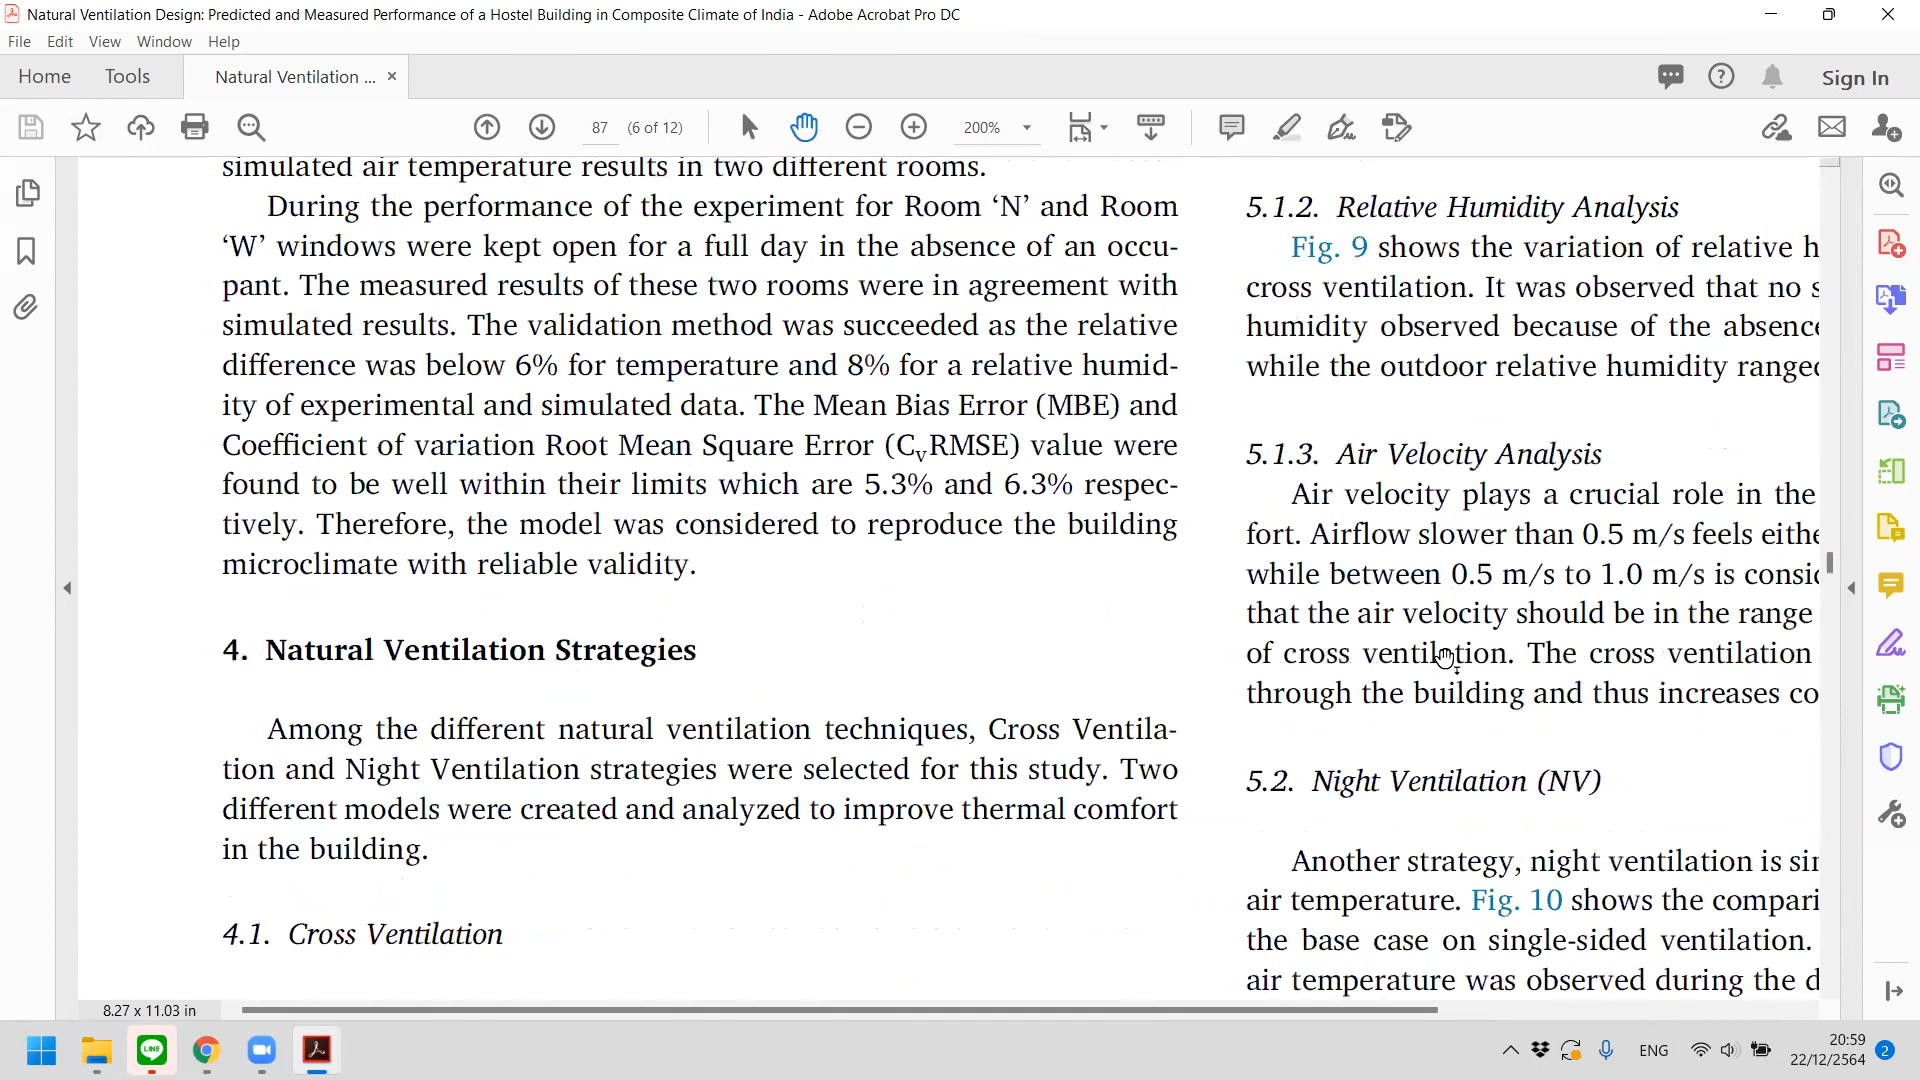 Natural Ventilation Design: Predicted and Measured Performance of a Hostel Building in Composite Climate of India - Adobe Acrobat Pro DC
File Edit View Window Help
Home Tools Natural Ventilation ... × Sign In
87 (6 of 12) 200%
simulated air temperature results in two different rooms.
During the performance of the experiment for Room ‘N’ and Room
‘W’ windows were kept open for a full day in the absence of an occu-
pant. The measured results of these two rooms were in agreement with
simulated results. The validation method was succeeded as the relative
difference was below 6% for temperature and 8% for a relative humid-
ity of experimental and simulated data. The Mean Bias Error (MBE) and
Coefficient of variation Root Mean Square Error (CvRMSE) value were
found to be well within their limits which are 5.3% and 6.3% respec-
tively. Therefore, the model was considered to reproduce the building
microclimate with reliable validity.
4. Natural Ventilation Strategies
Among the different natural ventilation techniques, Cross Ventila-
tion and Night Ventilation strategies were selected for this study. Two
different models were created and analyzed to improve thermal comfort
in the building.
4.1. Cross Ventilation
5.1.2. Relative Humidity Analysis
Fig. 9 shows the variation of relative h
cross ventilation. It was observed that no s
humidity observed because of the absence
while the outdoor relative humidity ranged
5.1.3. Air Velocity Analysis
Air velocity plays a crucial role in the
fort. Airflow slower than 0.5 m/s feels eithe
while between 0.5 m/s to 1.0 m/s is consid
that the air velocity should be in the range
of cross ventilation. The cross ventilation
through the building and thus increases co
5.2. Night Ventilation (NV)
Another strategy, night ventilation is sim
air temperature. Fig. 10 shows the compari
the base case on single-sided ventilation.
air temperature was observed during the d
8.27 x 11.03 in
LINE
ENG
20:59
22/12/2564
2